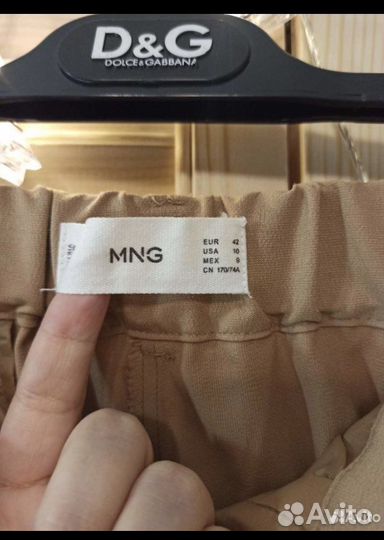 D&G
DOLCE&GABBANA
MNG
EUR 42
USA 10
MEX 9
CN 170/74A
Avito